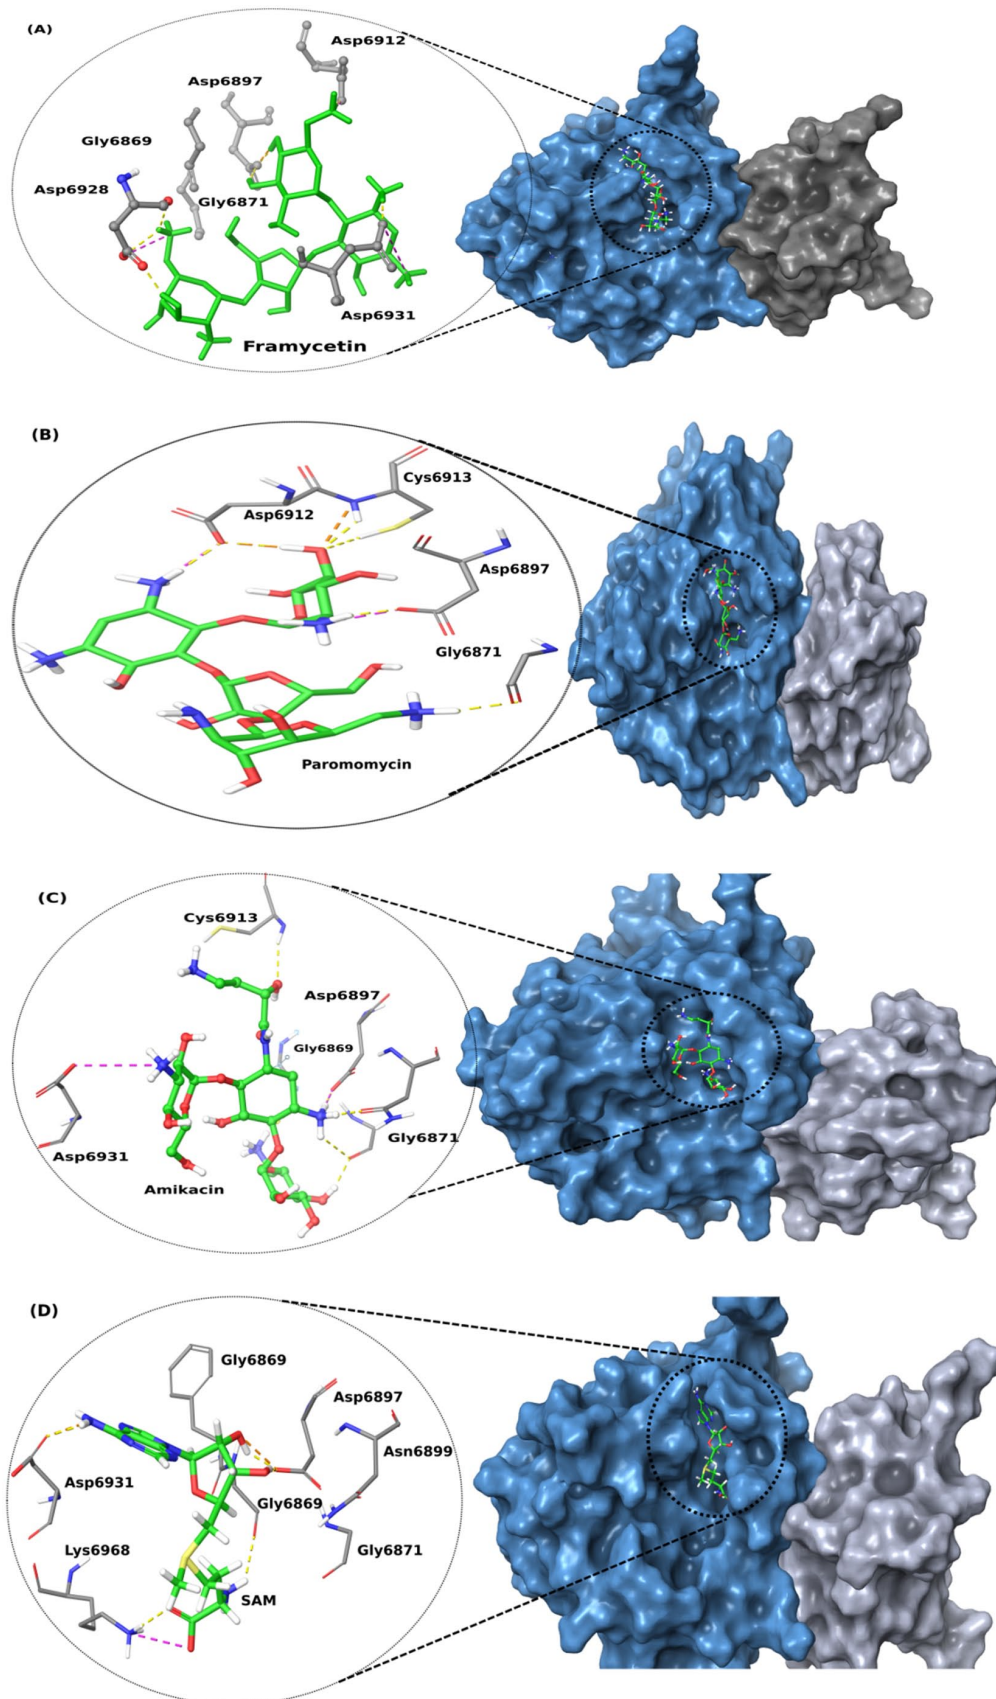 (A)
Asp6912
Asp6897
Gly6869
Asp6928
Gly6871
Asp6931
Framycetin
(B)
Cys6913
Asp6912
Asp6897
Gly6871
Paromomycin
(C)
Cys6913
Asp6897
Gly6869
Gly6871
Asp6931
Amikacin
(D)
Gly6869
Asp6897
Asn6899
Asp6931
Gly6869
Lys6968
Gly6871
SAM